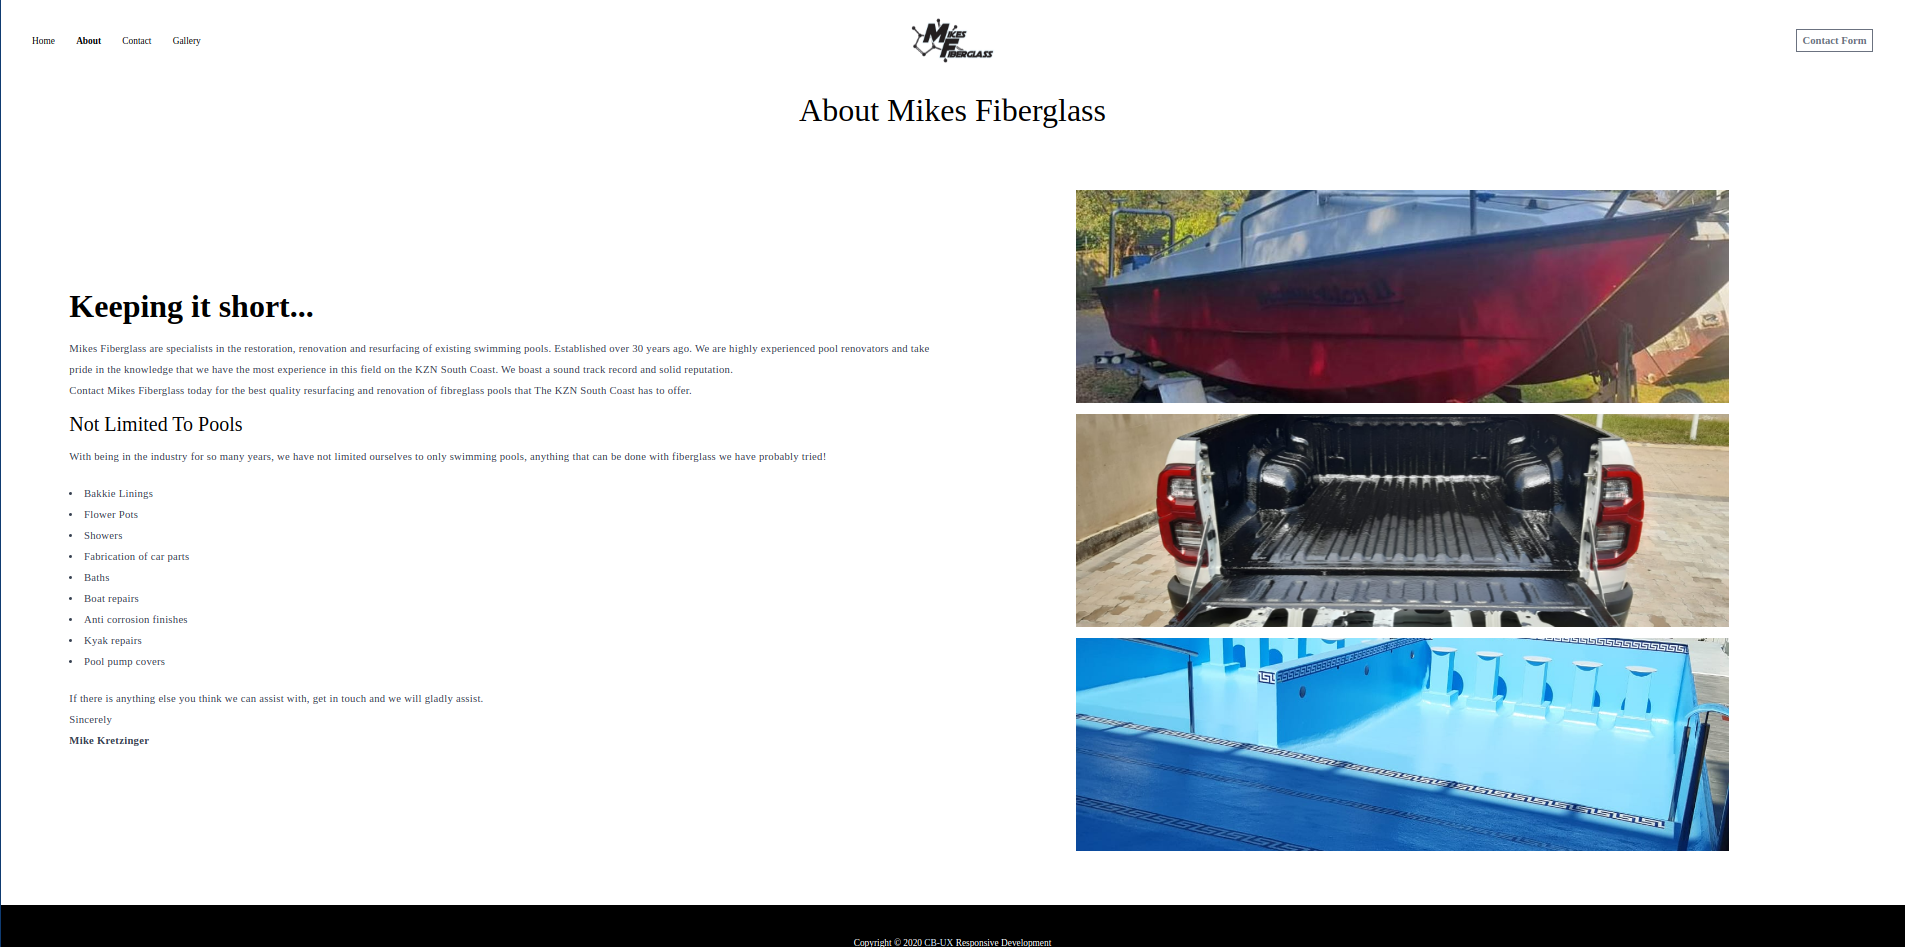 Home About Contact Gallery
MIKES FIBERGLASS
Contact Form
About Mikes Fiberglass
Keeping it short...
Mikes Fiberglass are specialists in the restoration, renovation and resurfacing of existing swimming pools. Established over 30 years ago. We are highly experienced pool renovators and take
pride in the knowledge that we have the most experience in this field on the KZN South Coast. We boast a sound track record and solid reputation.
Contact Mikes Fiberglass today for the best quality resurfacing and renovation of fibreglass pools that The KZN South Coast has to offer.
Not Limited To Pools
With being in the industry for so many years, we have not limited ourselves to only swimming pools, anything that can be done with fiberglass we have probably tried!
• Bakkie Linings
• Flower Pots
• Showers
• Fabrication of car parts
• Baths
• Boat repairs
• Anti corrosion finishes
• Kyak repairs
• Pool pump covers
If there is anything else you think we can assist with, get in touch and we will gladly assist.
Sincerely
Mike Kretzinger
Copyright © 2020 CB-UX Responsive Development